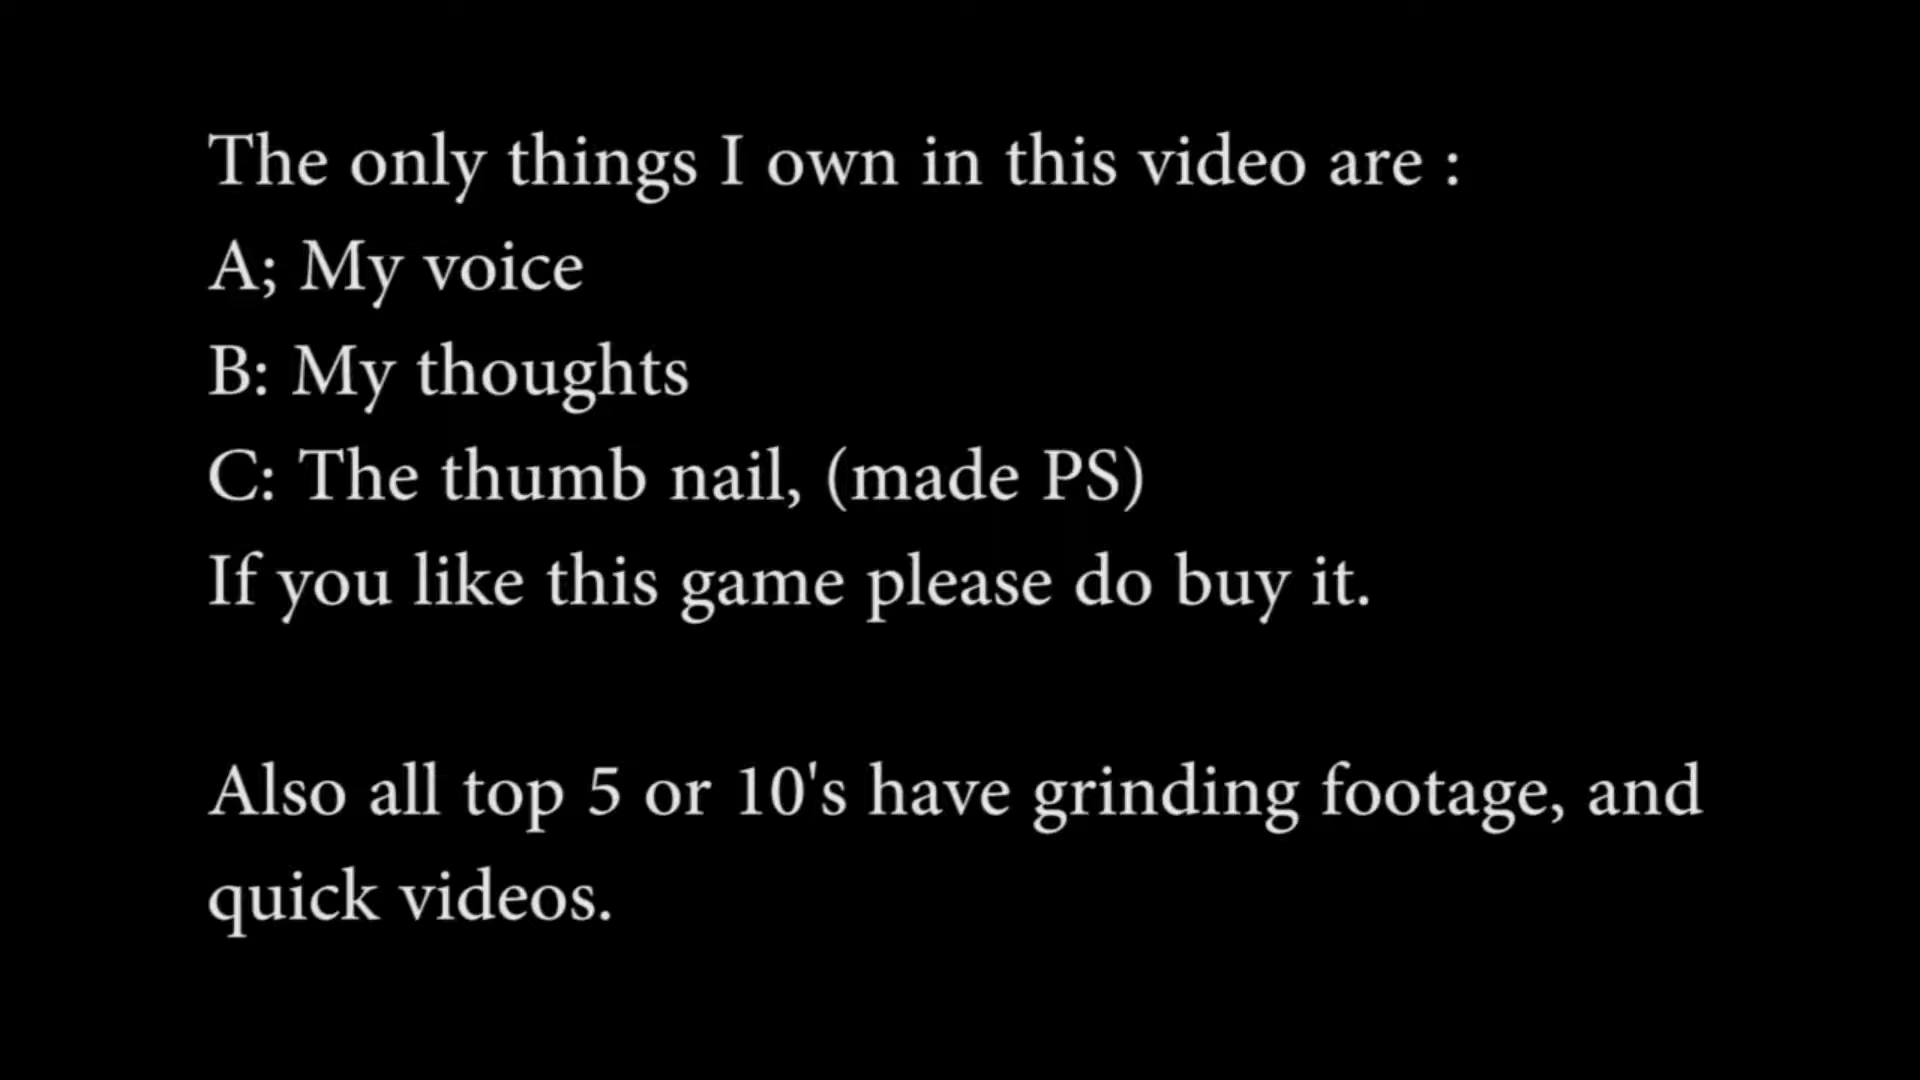 The only things I own in this video are :
A; My voice
B: My thoughts
C: The thumb nail, (made PS)
If you like this game please do buy it.
Also all top 5 or 10's have grinding footage, and
quick videos.